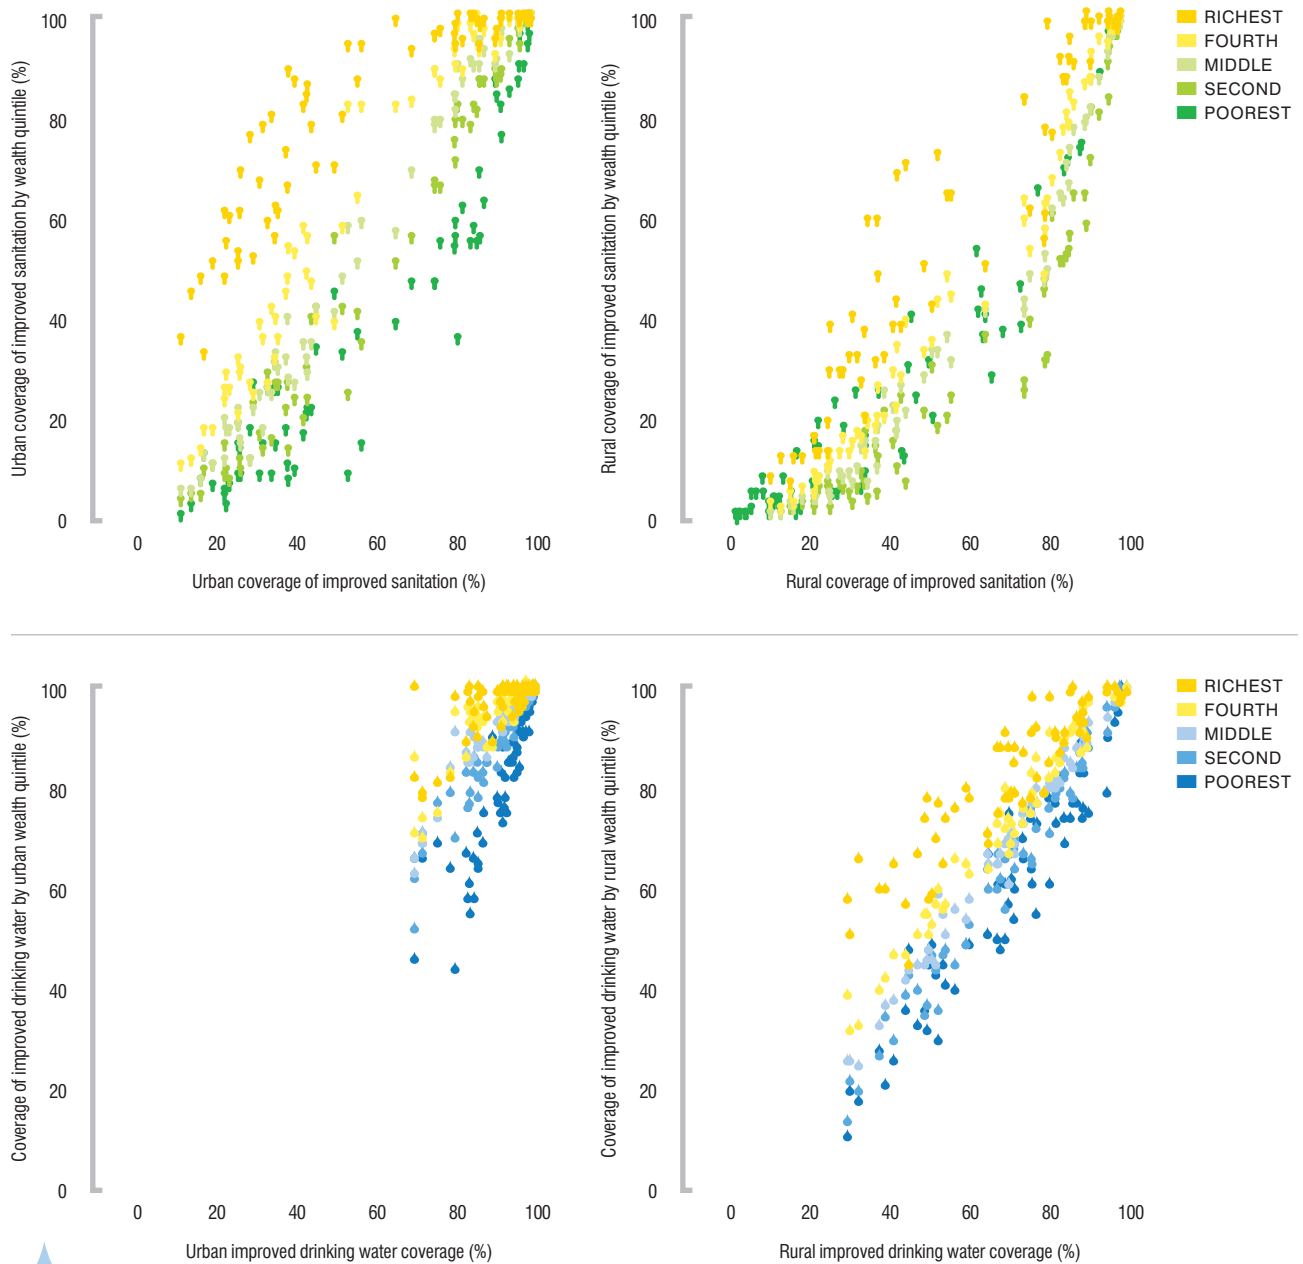 Urban coverage of improved sanitation by wealth quintile (%)
100
80
60
40
20
0
0 20 40 60 80 100
Urban coverage of improved sanitation (%)
Rural coverage of improved sanitation by wealth quintile (%)
100
80
60
40
20
0
0 20 40 60 80 100
Rural coverage of improved sanitation (%)
RICHEST
FOURTH
MIDDLE
SECOND
POOREST
Coverage of improved drinking water by urban wealth quintile (%)
100
80
60
40
20
0
0 20 40 60 80 100
Urban improved drinking water coverage (%)
Coverage of improved drinking water by rural wealth quintile (%)
100
80
60
40
20
0
0 20 40 60 80 100
Rural improved drinking water coverage (%)
RICHEST
FOURTH
MIDDLE
SECOND
POOREST